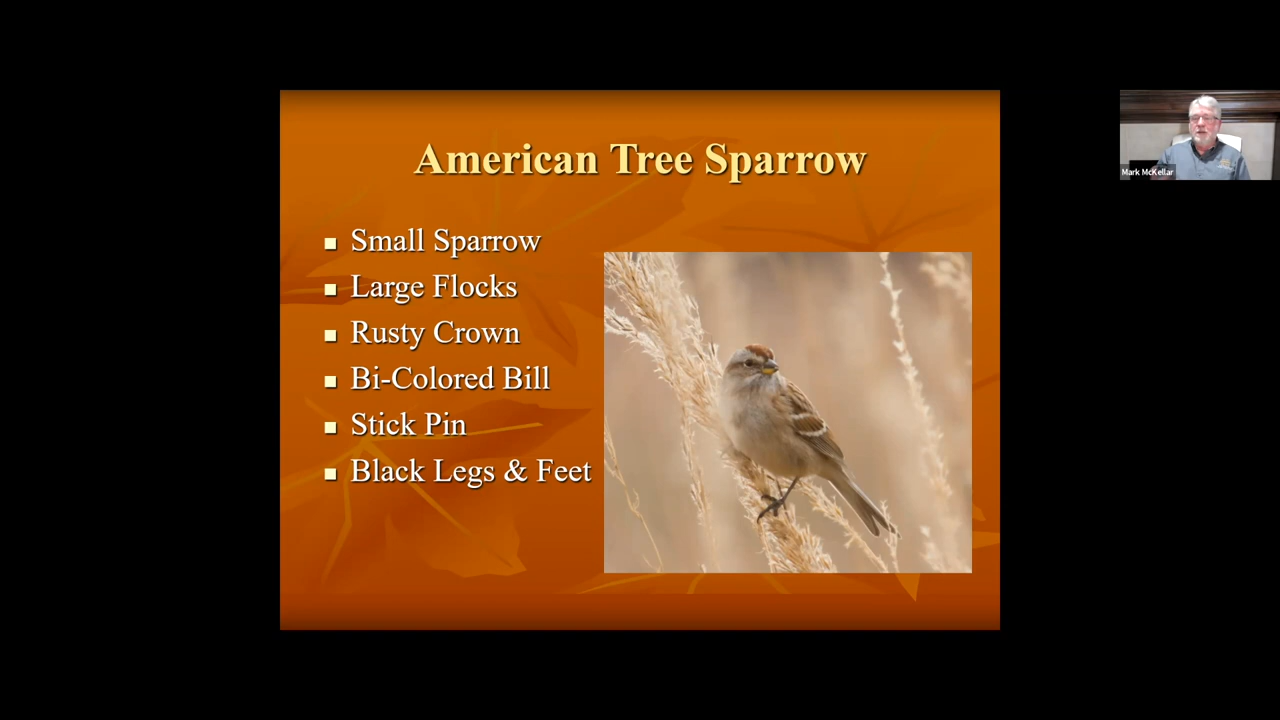 American Tree Sparrow
Small Sparrow
Large Flocks
Rusty Crown
Bi-Colored Bill
Stick Pin
Black Legs & Feet
Mark McKellar